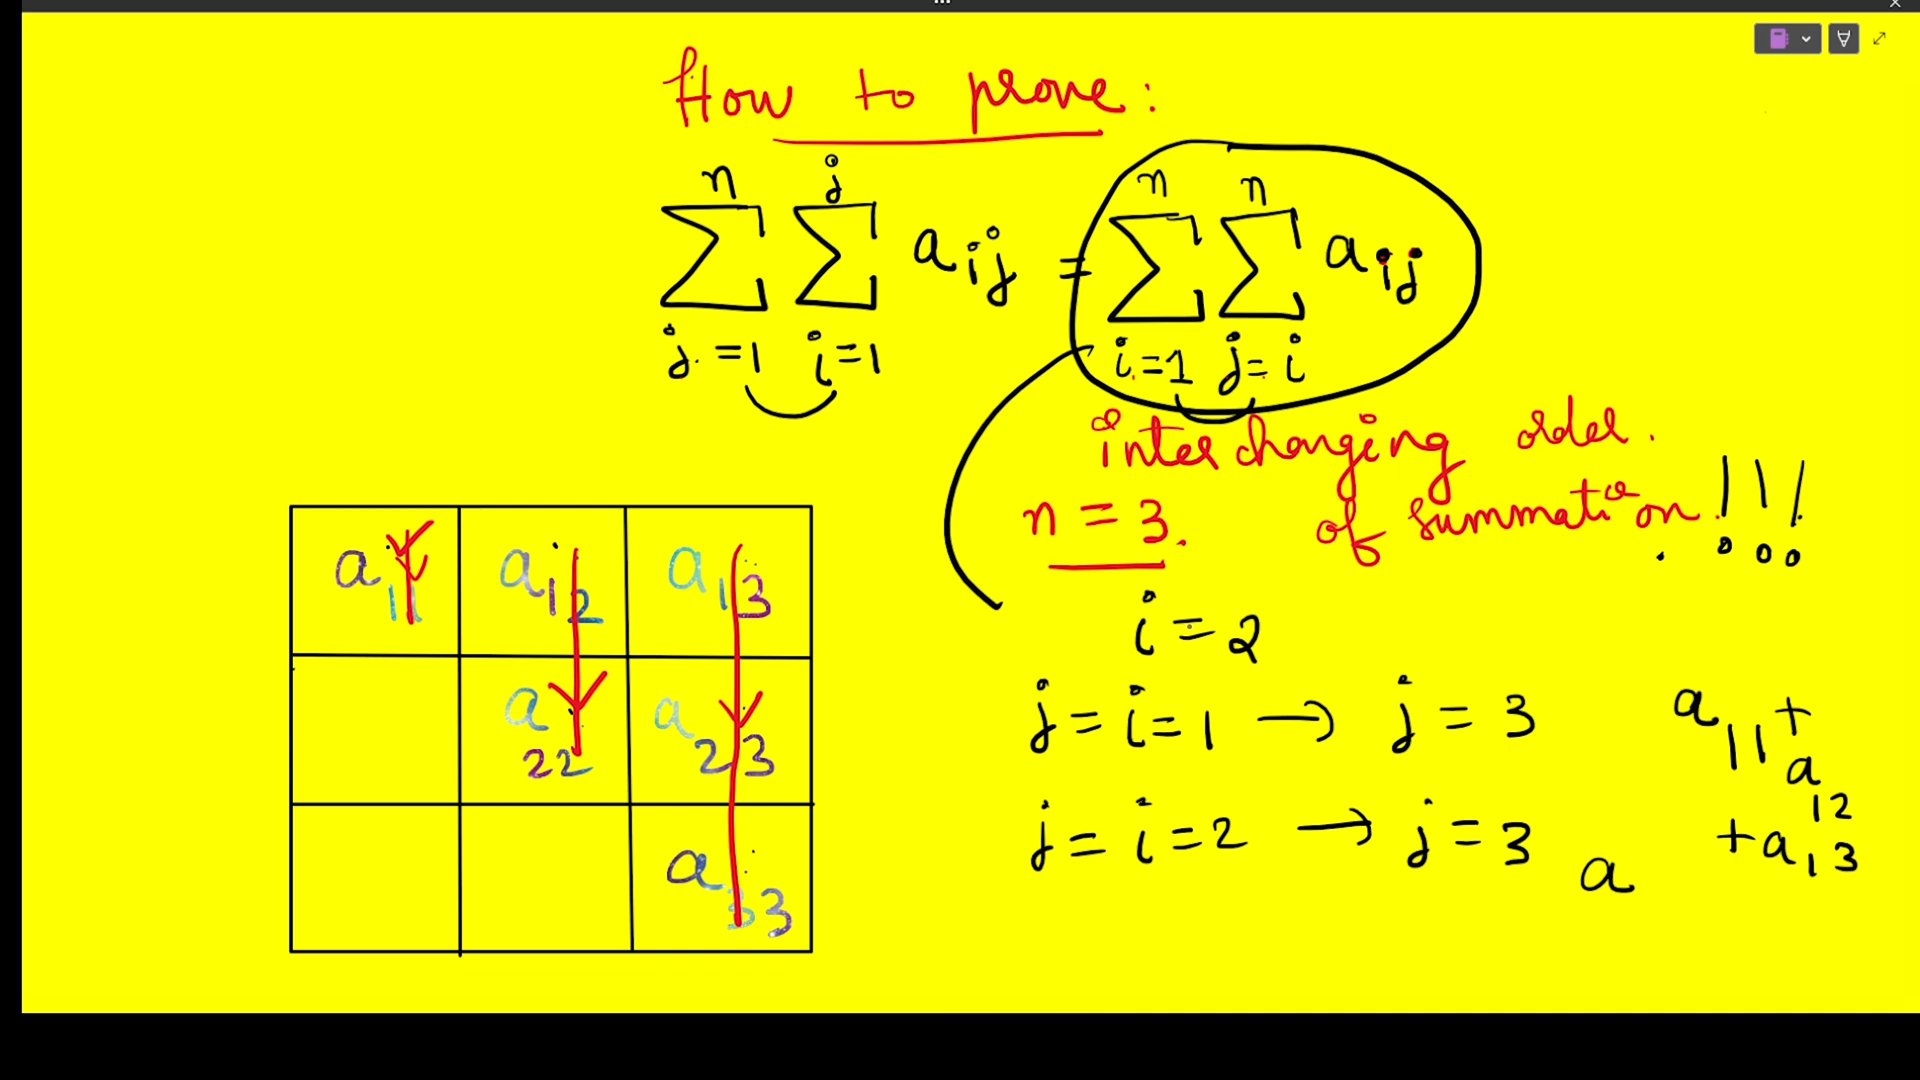 How to prove:
n j n n
∑ ∑ aij = ∑ ∑ aij
j=1 i=1 i=1 j=i
interchanging order.
of summation !!!
n = 3.
i = 2
j = i = 1 → j = 3 a11 + a12 + a13
j = i = 2 → j = 3 a
a11 a12 a13
a22 a23
a33